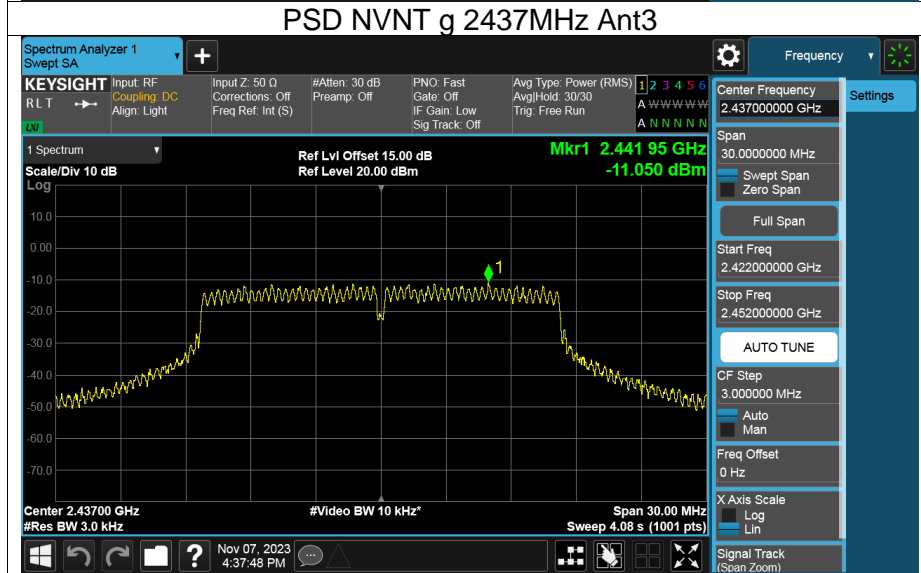 PSD NVNT g 2437MHz Ant3
Spectrum Analyzer 1
Swept SA
+
Frequency
KEYSIGHT
RLT
LXI
Input: RF
Coupling: DC
Align: Light
Input Z: 50 Ω
Corrections: Off
Freq Ref: Int (S)
#Atten: 30 dB
Preamp: Off
PNO: Fast
Gate: Off
IF Gain: Low
Sig Track: Off
Avg Type: Power (RMS)
Avg|Hold: 30/30
Trig: Free Run
1 2 3 4 5 6
A W W W W W
A N N N N N
Center Frequency
2.437000000 GHz
Settings
1 Spectrum
Scale/Div 10 dB
Ref Lvl Offset 15.00 dB
Ref Level 20.00 dBm
Mkr1 2.441 95 GHz
-11.050 dBm
Log
10.0
0.00
-10.0
-20.0
-30.0
-40.0
-50.0
-60.0
-70.0
1
Center 2.43700 GHz
#Res BW 3.0 kHz
#Video BW 10 kHz*
Span 30.00 MHz
Sweep 4.08 s (1001 pts)
Span
30.0000000 MHz
Swept Span
Zero Span
Full Span
Start Freq
2.422000000 GHz
Stop Freq
2.452000000 GHz
AUTO TUNE
CF Step
3.000000 MHz
Auto
Man
Freq Offset
0 Hz
X Axis Scale
Log
Lin
Signal Track
(Span Zoom)
?
Nov 07, 2023
4:37:48 PM